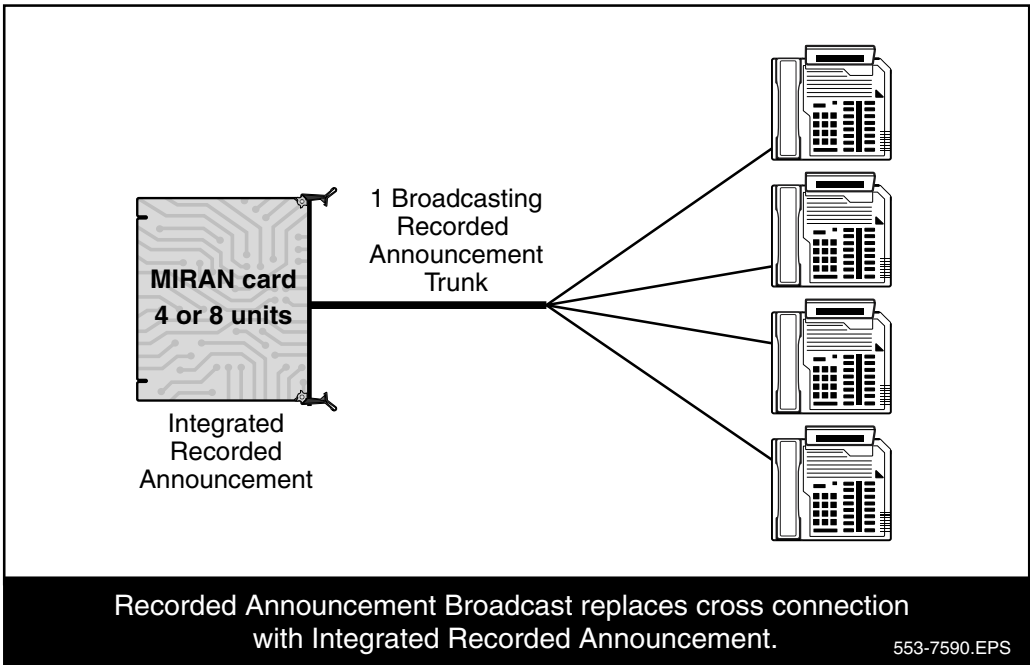 MIRAN card
4 or 8 units
Integrated
Recorded
Announcement
1 Broadcasting
Recorded
Announcement
Trunk
Recorded Announcement Broadcast replaces cross connection
with Integrated Recorded Announcement.
553-7590.EPS